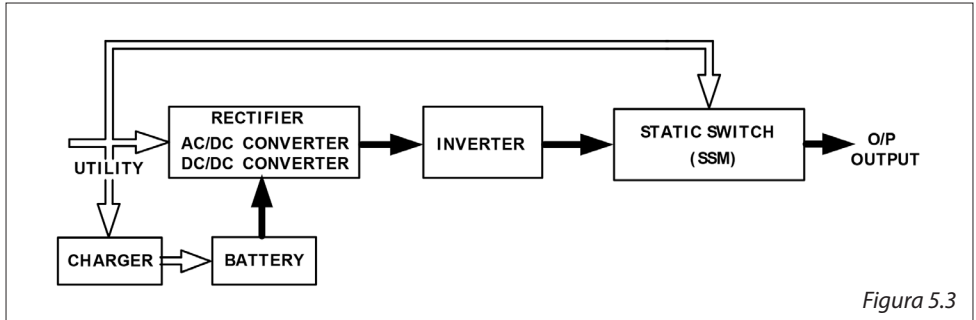 RECTIFIER
AC/DC CONVERTER
DC/DC CONVERTER
INVERTER
STATIC SWITCH
(SSM)
O/P
OUTPUT
UTILITY
CHARGER
BATTERY
Figura 5.3